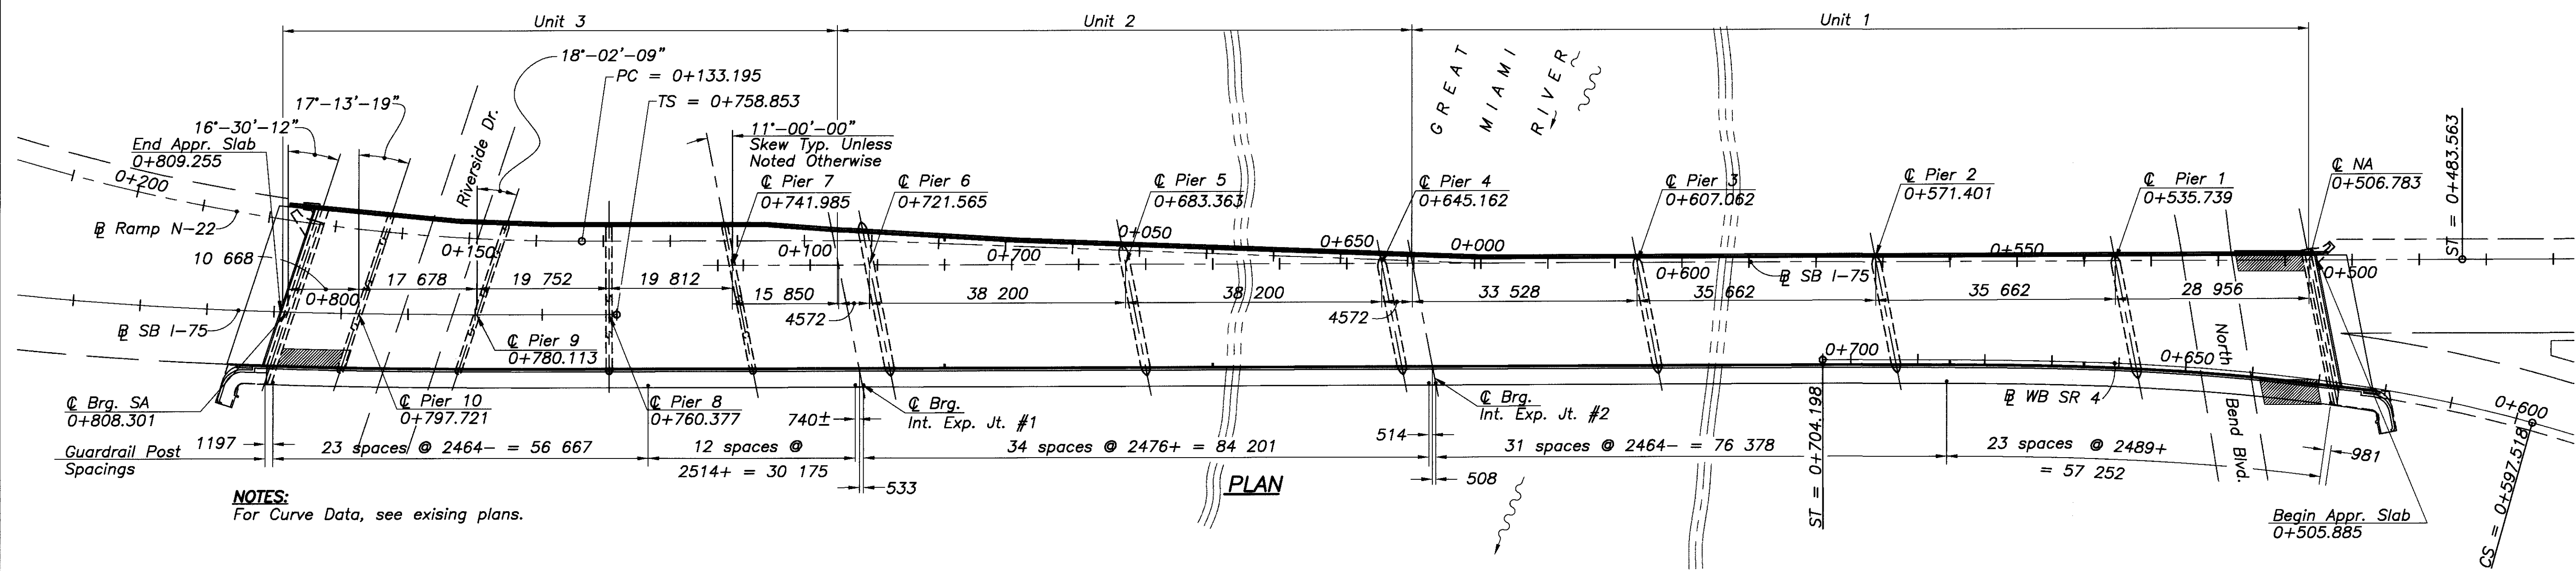 Unit 3
Unit 2
Unit 1
18°-02'-09"
PC = 0+133.195
TS = 0+758.853
17°-13'-19"
16°-30'-12"
End Appr. Slab
0+809.255
0+200
Riverside Dr.
11°-00'-00"
Skew Typ. Unless
Noted Otherwise
GREAT
MIAMI
RIVER
℄ Pier 7
0+741.985
℄ Pier 6
0+721.565
℄ Pier 5
0+683.363
℄ Pier 4
0+645.162
℄ Pier 3
0+607.062
℄ Pier 2
0+571.401
℄ Pier 1
0+535.739
℄ NA
0+506.783
ST = 0+483.563
BL Ramp N-22
10 668
0+150
0+100
0+700
0+050
0+650
0+000
0+600
0+550
0+500
BL SB I-75
0+800
17 678
19 752
19 812
15 850
4572
38 200
38 200
4572
33 528
35 662
35 662
28 956
BL SB I-75
℄ Pier 9
0+780.113
0+700
0+650
North Bend Blvd.
BL WB SR 4
0+600
℄ Brg. SA
0+808.301
℄ Pier 10
0+797.721
℄ Pier 8
0+760.377
740±
℄ Brg.
Int. Exp. Jt. #1
℄ Brg.
Int. Exp. Jt. #2
514
Guardrail Post
Spacings
1197
23 spaces @ 2464- = 56 667
12 spaces @
2514+ = 30 175
34 spaces @ 2476+ = 84 201
31 spaces @ 2464- = 76 378
23 spaces @ 2489+
= 57 252
981
533
508
ST = 0+704.198
CS = 0+597.518
PLAN
Begin Appr. Slab
0+505.885
NOTES:
For Curve Data, see exising plans.